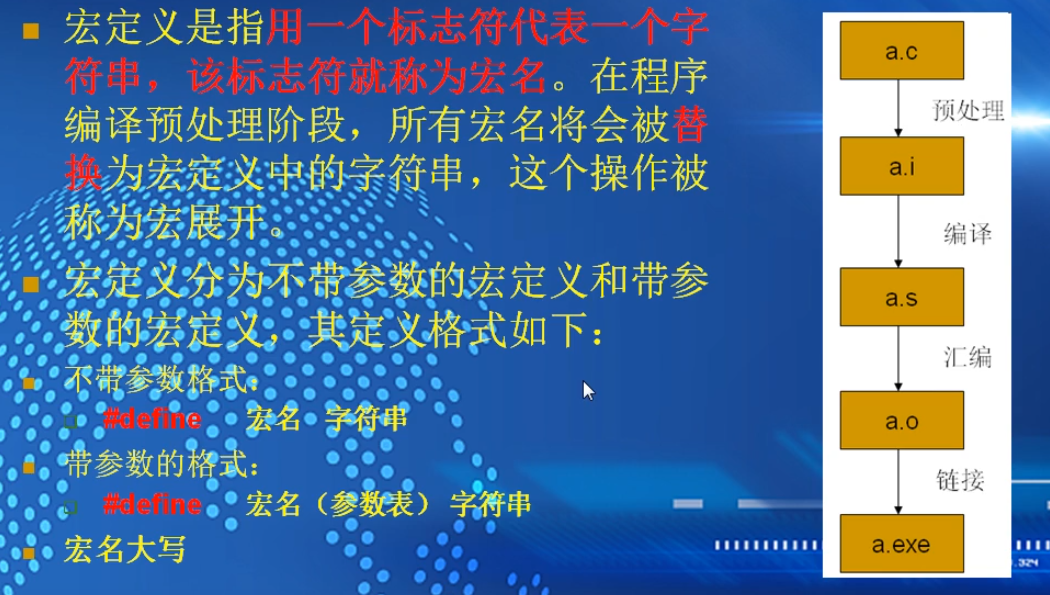 宏定义是指用一个标志符代表一个字
符串，该标志符就称为宏名。在程序
编译预处理阶段，所有宏名将会被替
换为宏定义中的字符串，这个操作被
称为宏展开。
宏定义分为不带参数的宏定义和带参
数的宏定义，其定义格式如下：
不带参数格式：
#define 宏名 字符串
带参数的格式：
#define 宏名（参数表） 字符串
宏名大写
a.c
预处理
a.i
编译
a.s
汇编
a.o
链接
a.exe